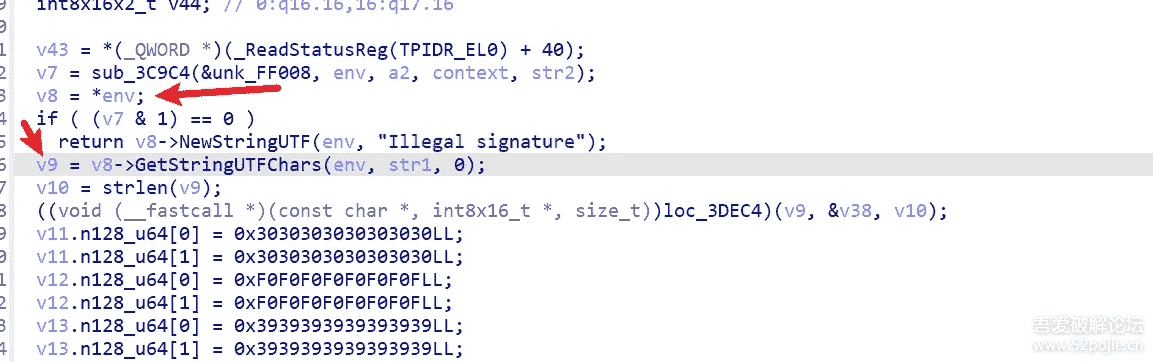 int8x16x2_t v44; // 0:q16.16,16:q17.16
v43 = *(_QWORD *)(_ReadStatusReg(TPIDR_EL0) + 40);
v7 = sub_3C9C4(&unk_FF008, env, a2, context, str2);
v8 = *env;
if ( (v7 & 1) == 0 )
return v8->NewStringUTF(env, "Illegal signature");
v9 = v8->GetStringUTFChars(env, str1, 0);
v10 = strlen(v9);
((void (__fastcall *)(const char *, int8x16_t *, size_t))loc_3DEC4)(v9, &v38, v10);
v11.n128_u64[0] = 0x3030303030303030LL;
v11.n128_u64[1] = 0x3030303030303030LL;
v12.n128_u64[0] = 0xF0F0F0F0F0F0F0FLL;
v12.n128_u64[1] = 0xF0F0F0F0F0F0F0FLL;
v13.n128_u64[0] = 0x3939393939393939LL;
v13.n128_u64[1] = 0x3939393939393939LL;
吾爱破解论坛
www.52pojie.cn